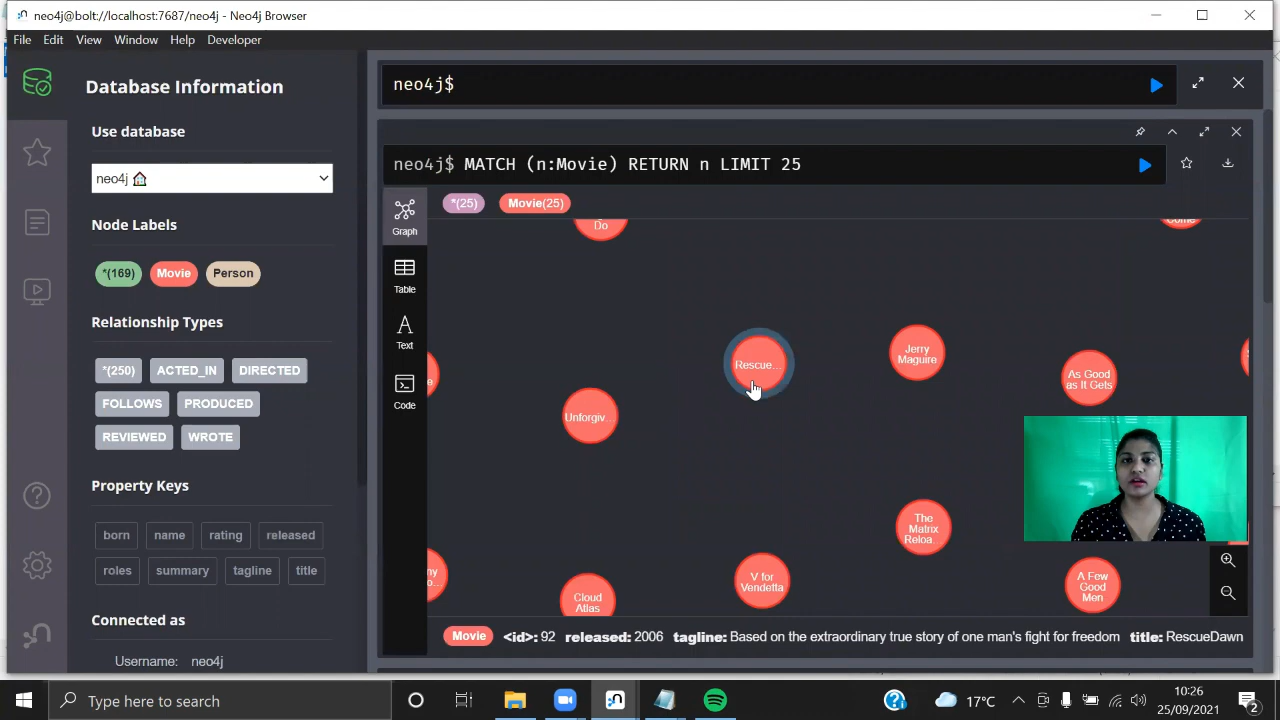 neo4j@bolt://localhost:7687/neo4j - Neo4j Browser
File Edit View Window Help Developer
Database Information
Use database
neo4j
Node Labels
*(169) Movie Person
Relationship Types
*(250) ACTED_IN DIRECTED
FOLLOWS PRODUCED
REVIEWED WROTE
Property Keys
born name rating released
roles summary tagline title
Connected as
Username: neo4j
neo4j$
neo4j$ MATCH (n:Movie) RETURN n LIMIT 25
*(25) Movie(25)
Graph
Table
Text
Code
Do
Come
Rescue...
Jerry
Maguire
As Good
as It Gets
Unforgiv...
The
Matrix
Reloa...
V for
Vendetta
Cloud
Atlas
A Few
Good
Men
Movie <id>: 92 released: 2006 tagline: Based on the extraordinary true story of one man's fight for freedom title: RescueDawn
Type here to search
17°C
10:26
25/09/2021
2